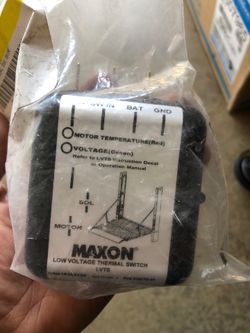 BAT GND
MOTOR TEMPERATURE(Red)
VOLTAGE(Green)
Refer to LVTS Instruction Decal
or Operation Manual
SOL.
MOTOR
MAXON®
LOW VOLTAGE THERMAL SWITCH
LVTS